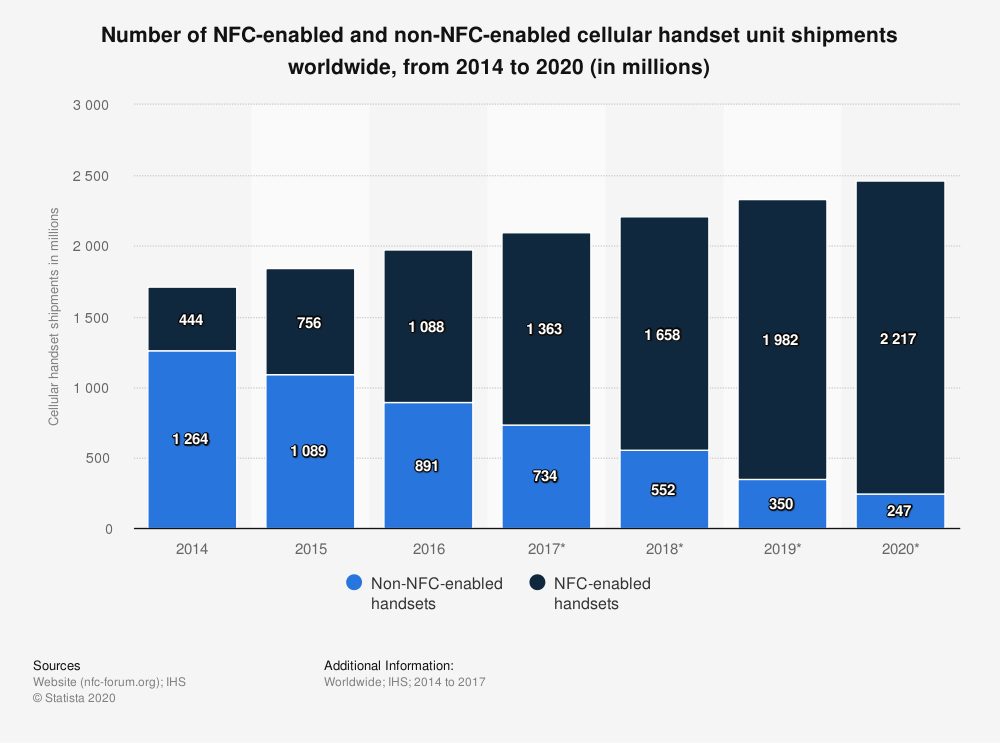 Number of NFC-enabled and non-NFC-enabled cellular handset unit shipments
worldwide, from 2014 to 2020 (in millions)
Cellular handset shipments in millions
3 000
2 500
2 000
1 500
1 000
500
0
444
756
1 088
1 363
1 658
1 982
2 217
1 264
1 089
891
734
552
350
247
2014 2015 2016 2017* 2018* 2019* 2020*
Non-NFC-enabled
handsets
NFC-enabled
handsets
Sources
Website (nfc-forum.org); IHS
© Statista 2020
Additional Information:
Worldwide; IHS; 2014 to 2017